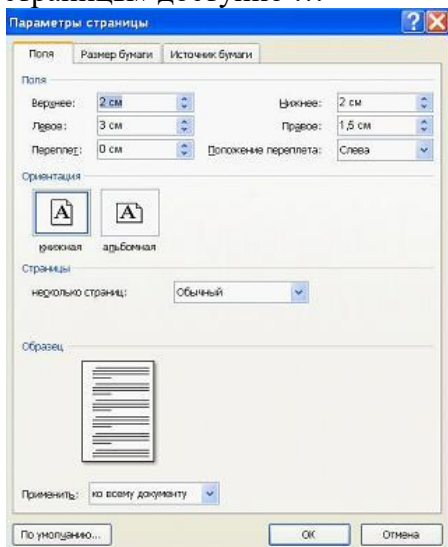 Параметры страницы
Поля Размер бумаги Источник бумаги
Поля
Верхнее: 2 см Нижнее: 2 см
Левое: 3 см Правое: 1,5 см
Переплет: 0 см Положение переплета: Слева
Ориентация
книжная альбомная
Страницы
несколько страниц: Обычный
Образец
Применить: ко всему документу
По умолчанию... ОК Отмена